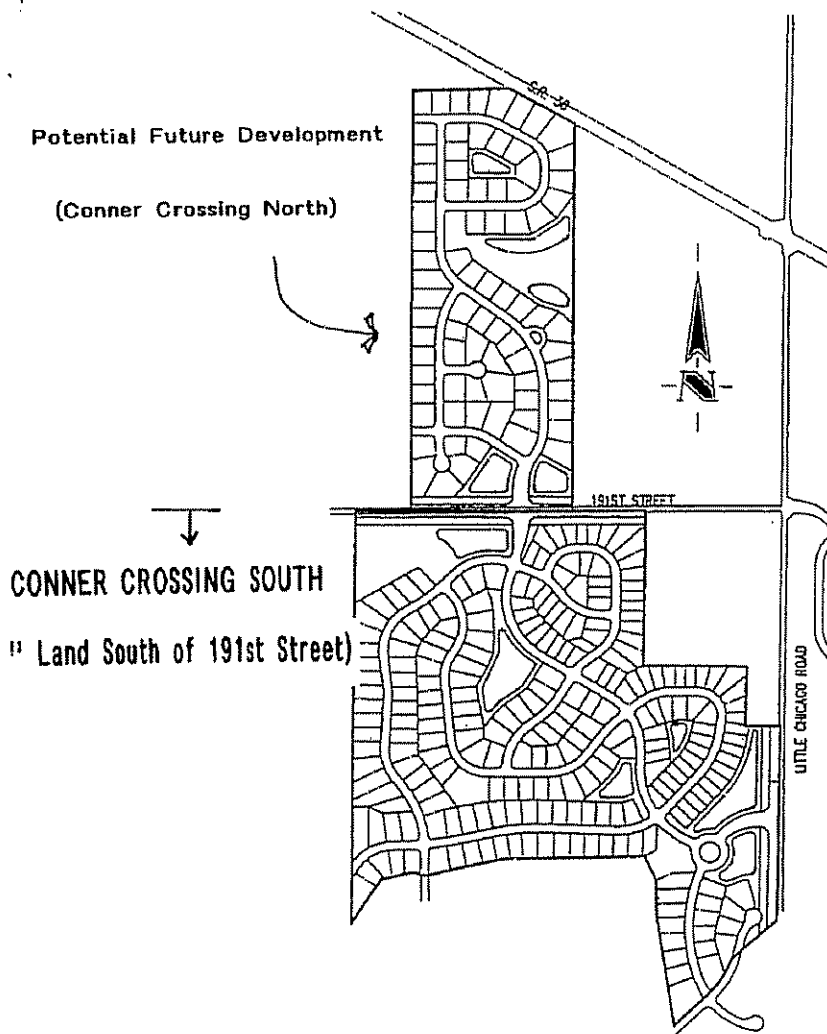 S.R. 38
Potential Future Development
(Conner Crossing North)
N
191ST STREET
CONNER CROSSING SOUTH
" Land South of 191st Street)
LITTLE CHICAGO ROAD